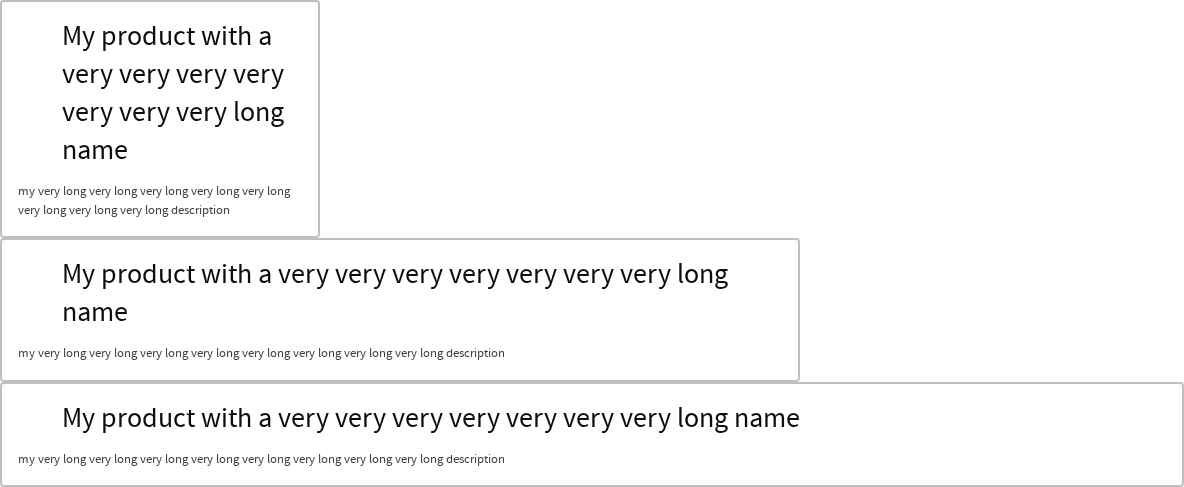 My product with a
very very very very
very very very long
name
my very long very long very long very long very long
very long very long very long description
My product with a very very very very very very very long
name
my very long very long very long very long very long very long very long very long description
My product with a very very very very very very very long name
my very long very long very long very long very long very long very long very long description